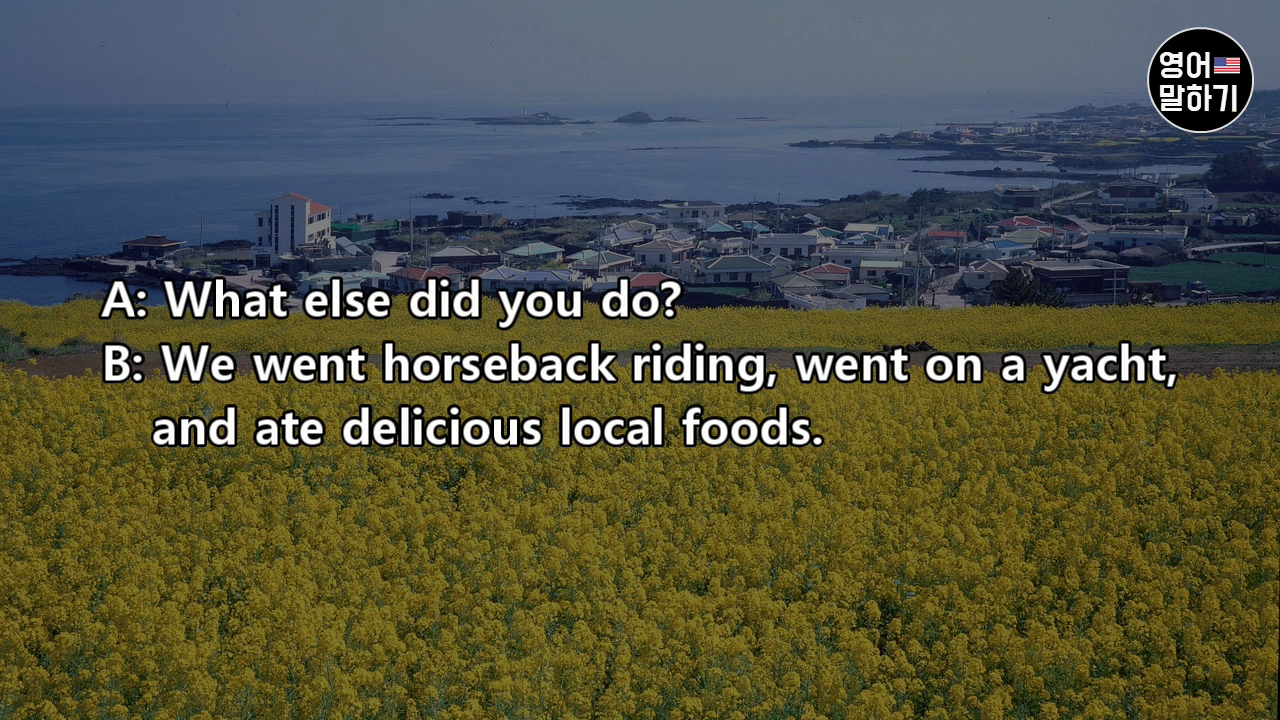 영어
말하기
A: What else did you do?
B: We went horseback riding, went on a yacht,
and ate delicious local foods.